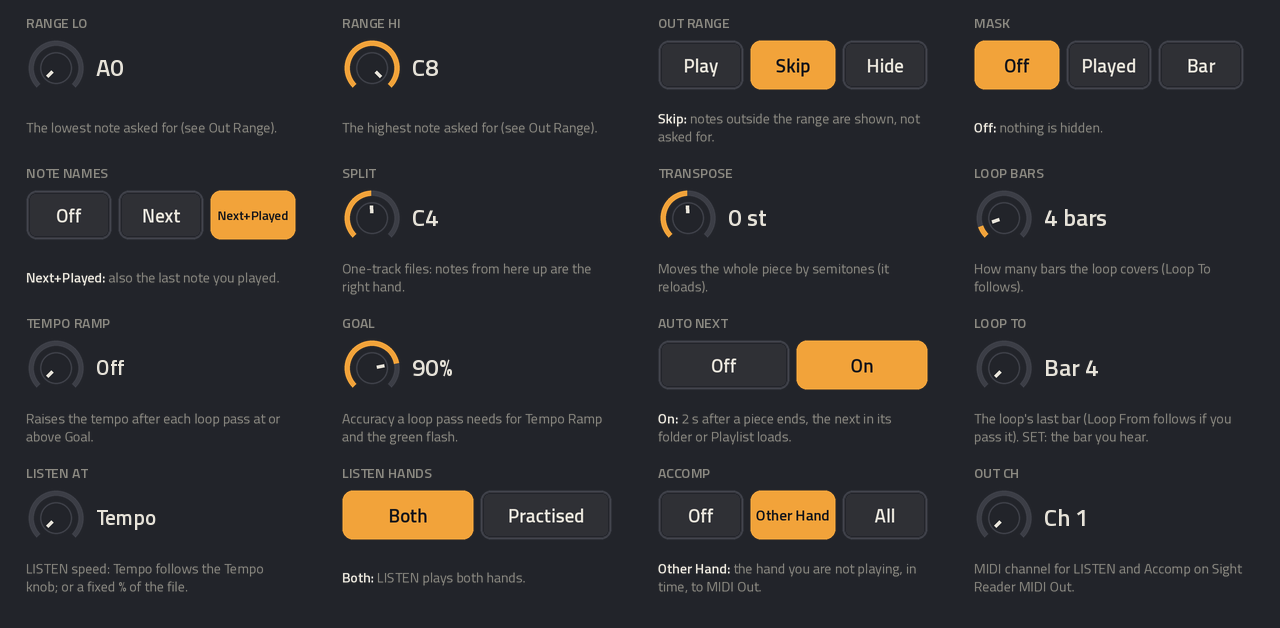 RANGE LO
RANGE HI
OUT RANGE
MASK
A0
C8
Play
Skip
Hide
Off
Played
Bar
The lowest note asked for (see Out Range).
The highest note asked for (see Out Range).
Skip: notes outside the range are shown, not
asked for.
Off: nothing is hidden.
NOTE NAMES
SPLIT
TRANSPOSE
LOOP BARS
Off
Next
Next+Played
C4
0 st
4 bars
Next+Played: also the last note you played.
One-track files: notes from here up are the
right hand.
Moves the whole piece by semitones (it
reloads).
How many bars the loop covers (Loop To
follows).
TEMPO RAMP
GOAL
AUTO NEXT
LOOP TO
Off
90%
Off
On
Bar 4
Raises the tempo after each loop pass at or
above Goal.
Accuracy a loop pass needs for Tempo Ramp
and the green flash.
On: 2 s after a piece ends, the next in its
folder or Playlist loads.
The loop's last bar (Loop From follows if you
pass it). SET: the bar you hear.
LISTEN AT
LISTEN HANDS
ACCOMP
OUT CH
Tempo
Both
Practised
Off
Other Hand
All
Ch 1
LISTEN speed: Tempo follows the Tempo
knob; or a fixed % of the file.
Both: LISTEN plays both hands.
Other Hand: the hand you are not playing, in
time, to MIDI Out.
MIDI channel for LISTEN and Accomp on Sight
Reader MIDI Out.